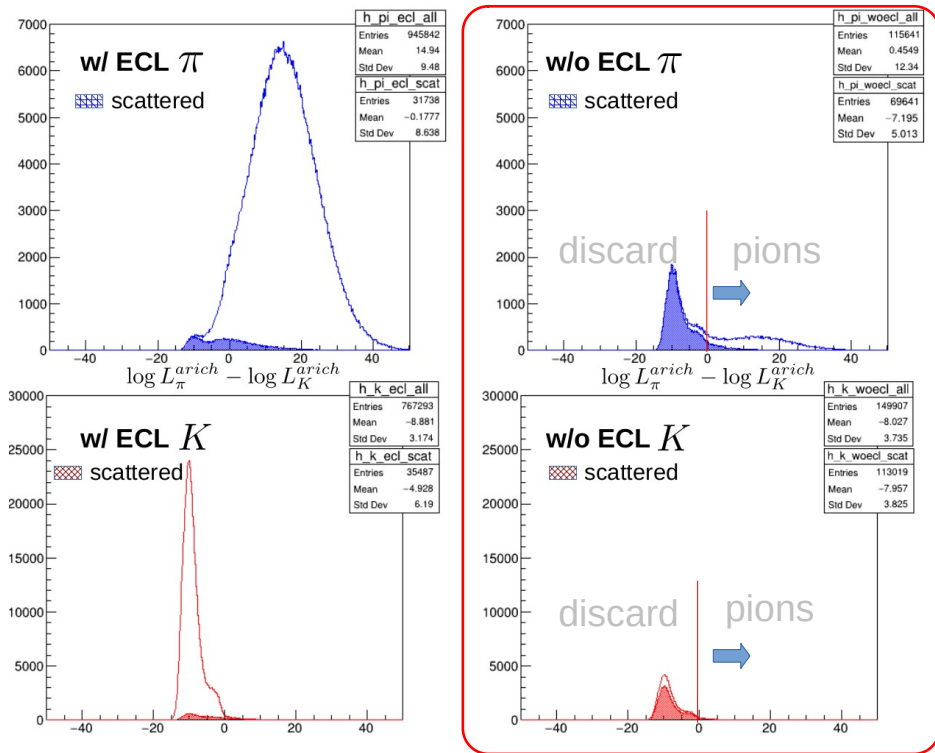 h_pi_ecl_all
Entries 945842
Mean 14.94
Std Dev 9.48
h_pi_ecl_scat
Entries 31738
Mean −0.1777
Std Dev 8.638
w/ ECL π
scattered
7000
6000
5000
4000
3000
2000
1000
0
−40 −20 0 20 40
log L_π^{arich} − log L_K^{arich}
h_pi_woecl_all
Entries 115641
Mean 0.4549
Std Dev 12.34
h_pi_woecl_scat
Entries 69641
Mean −7.195
Std Dev 5.013
w/o ECL π
scattered
discard pions
7000
6000
5000
4000
3000
2000
1000
0
−40 −20 0 20 40
log L_π^{arich} − log L_K^{arich}
h_k_ecl_all
Entries 767293
Mean −8.881
Std Dev 3.174
h_k_ecl_scat
Entries 35487
Mean −4.928
Std Dev 6.19
w/ ECL K
scattered
30000
25000
20000
15000
10000
5000
0
−40 −20 0 20 40
h_k_woecl_all
Entries 149907
Mean −8.027
Std Dev 3.735
h_k_woecl_scat
Entries 113019
Mean −7.957
Std Dev 3.825
w/o ECL K
scattered
discard pions
30000
25000
20000
15000
10000
5000
0
−40 −20 0 20 40